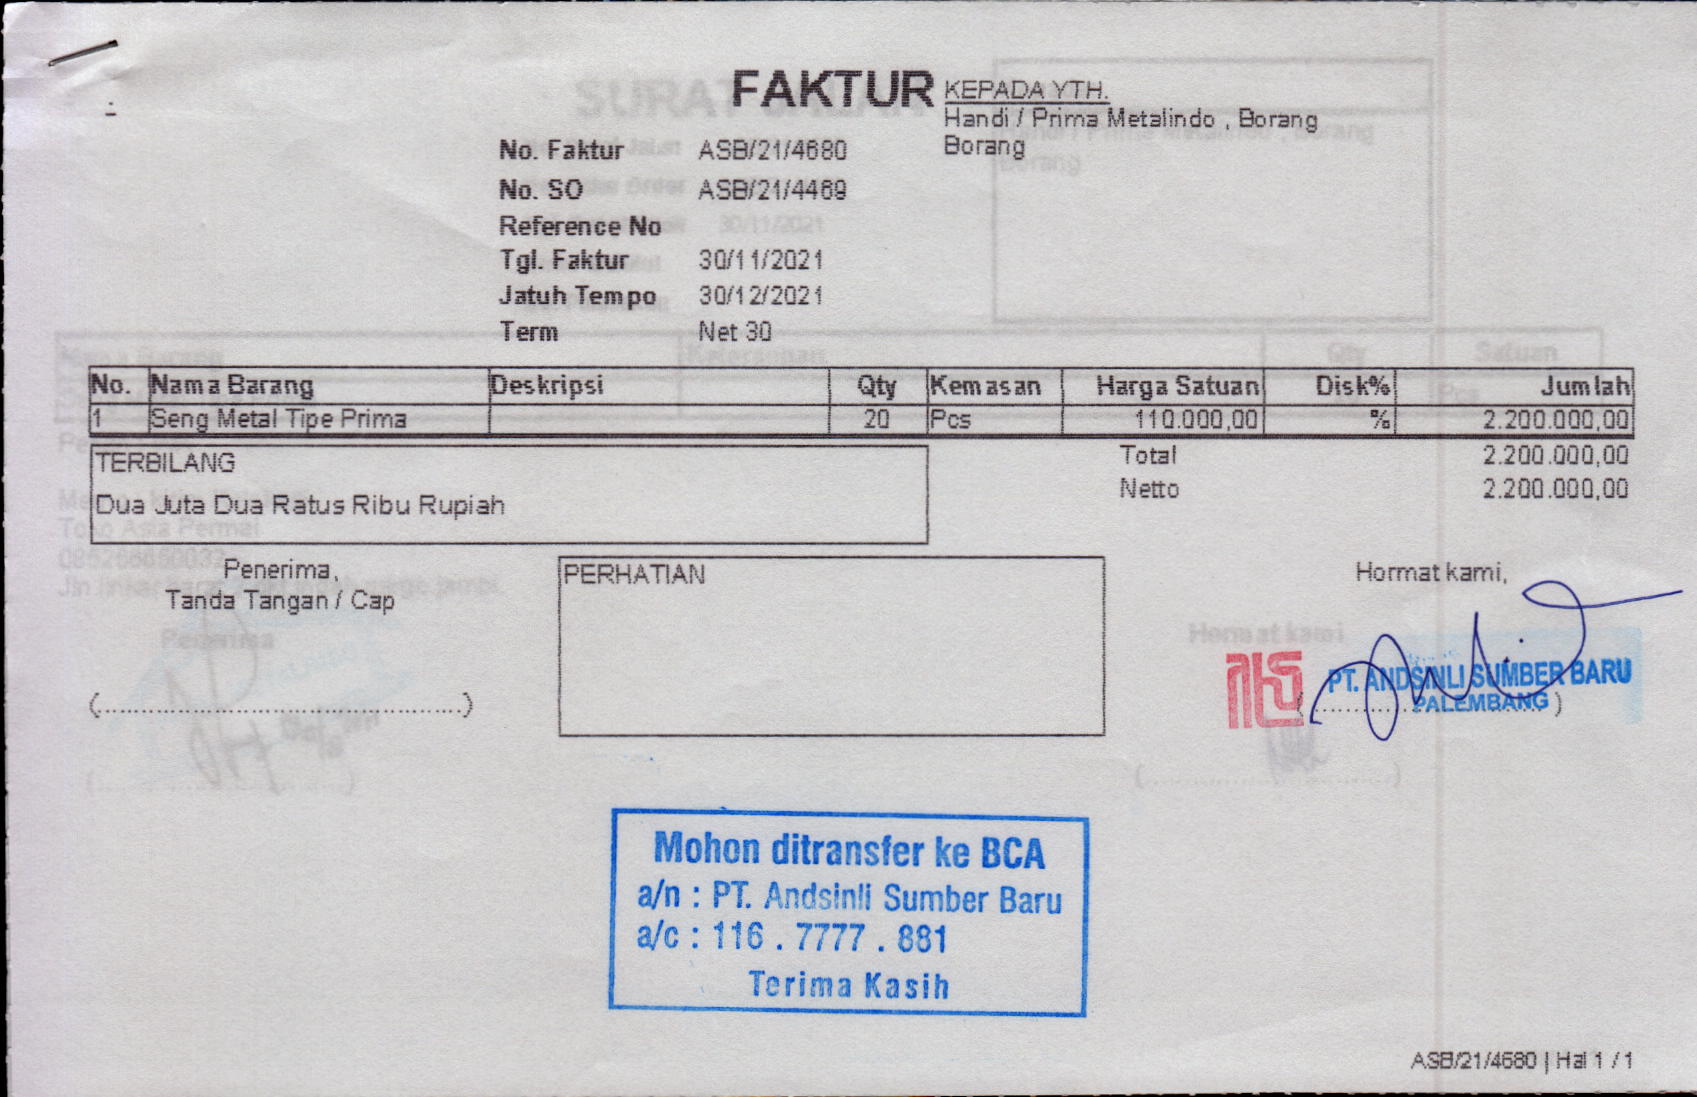 FAKTUR
KEPADA YTH.
Handi / Prima Metalindo , Borang
Borang
No. Faktur ASB/21/4680
No. SO ASB/21/4469
Reference No
Tgl. Faktur 30/11/2021
Jatuh Tempo 30/12/2021
Term Net 30
No. Nama Barang Deskripsi Qty Kemasan Harga Satuan Disk% Jumlah
1 Seng Metal Tipe Prima 20 Pcs 110.000,00 % 2.200.000,00
Total 2.200.000,00
Netto 2.200.000,00
TERBILANG
Dua Juta Dua Ratus Ribu Rupiah
Penerima,
Tanda Tangan / Cap
(........................................)
PERHATIAN
Hormat kami,
PT. ANDSINLI SUMBER BARU
PALEMBANG
Mohon ditransfer ke BCA
a/n : PT. Andsinli Sumber Baru
a/c : 116 . 7777 . 881
Terima Kasih
ASB/21/4680 | Hal 1 / 1